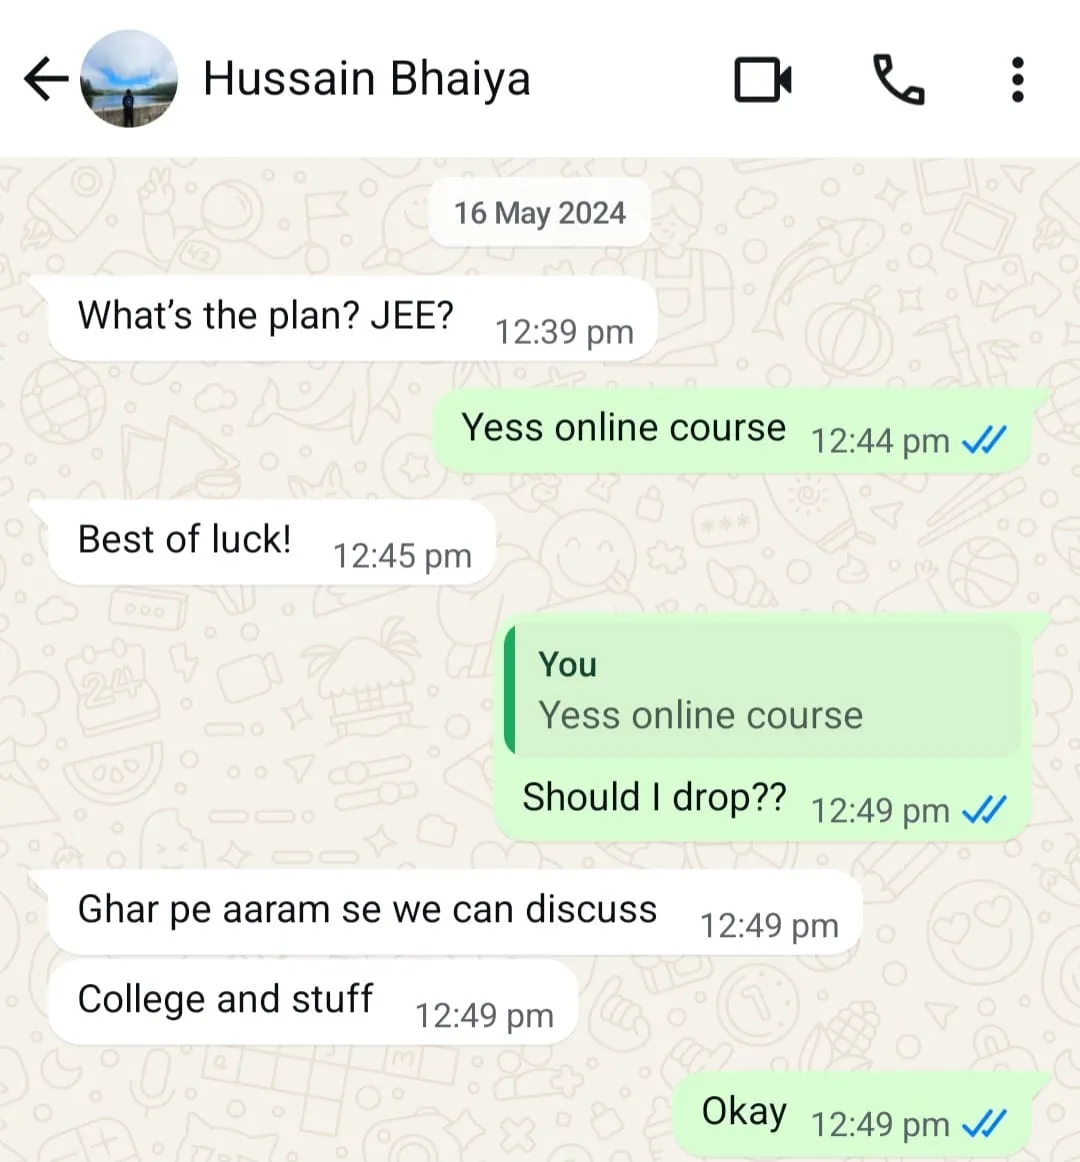 Hussain Bhaiya
16 May 2024
What's the plan? JEE? 12:39 pm
Yess online course 12:44 pm
Best of luck! 12:45 pm
You
Yess online course
Should I drop?? 12:49 pm
Ghar pe aaram se we can discuss 12:49 pm
College and stuff 12:49 pm
Okay 12:49 pm